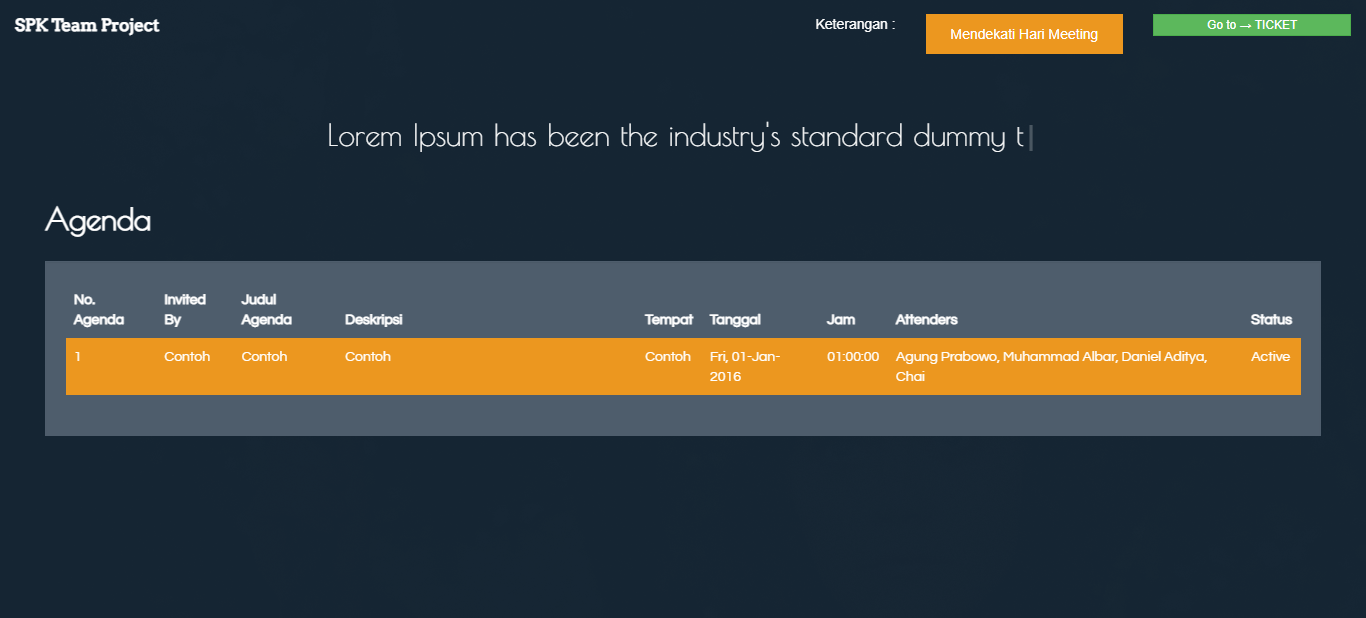 SPK Team Project
Keterangan :
Mendekati Hari Meeting
Go to → TICKET
Lorem Ipsum has been the industry's standard dummy t
Agenda
No. Agenda Invited By Judul Agenda Deskripsi Tempat Tanggal Jam Attenders Status
1 Contoh Contoh Contoh Contoh Fri, 01-Jan-2016 01:00:00 Agung Prabowo, Muhammad Albar, Daniel Aditya, Chai Active